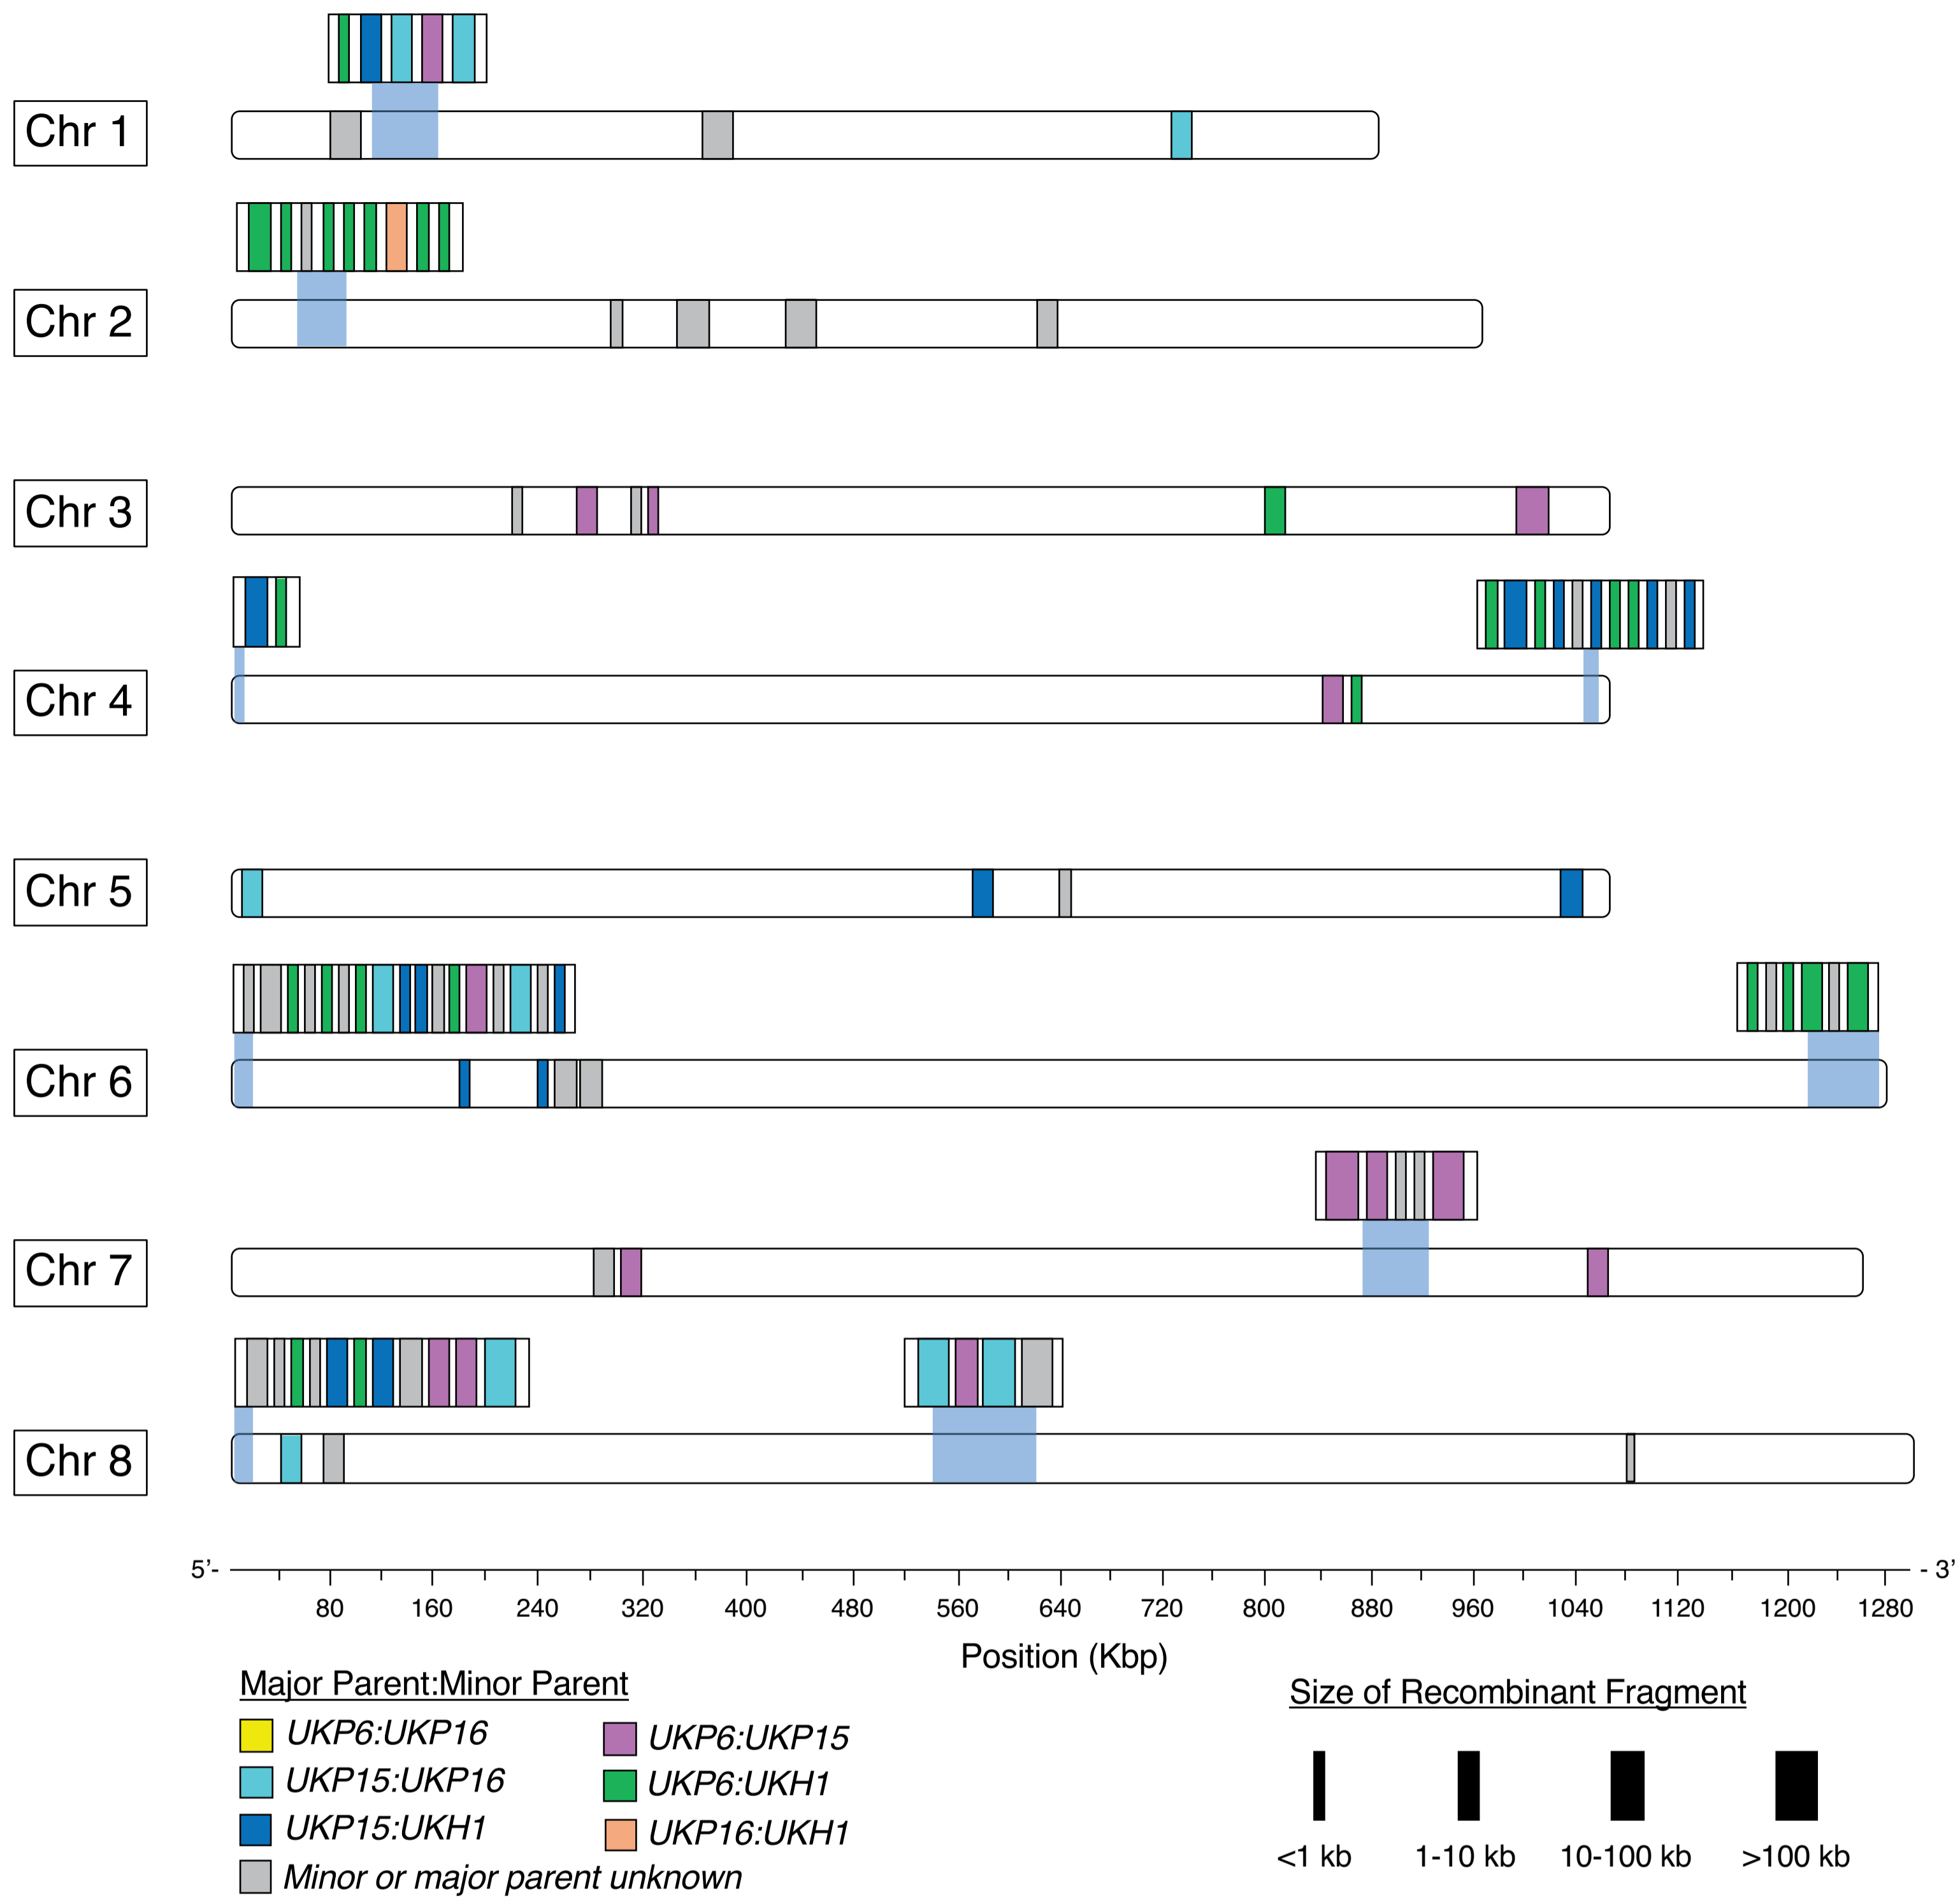 Chr 1
Chr 2
Chr 3
Chr 4
Chr 5
Chr 6
Chr 7
Chr 8
5’- - 3’
80 160 240 320 400 480 560 640 720 800 880 960 1040 1120 1200 1280
Position (Kbp)
Major Parent:Minor Parent
UKP6:UKP16
UKP15:UKP16
UKP15:UKH1
Minor or major parent unknown
UKP6:UKP15
UKP6:UKH1
UKP16:UKH1
Size of Recombinant Fragment
<1 kb 1-10 kb 10-100 kb >100 kb